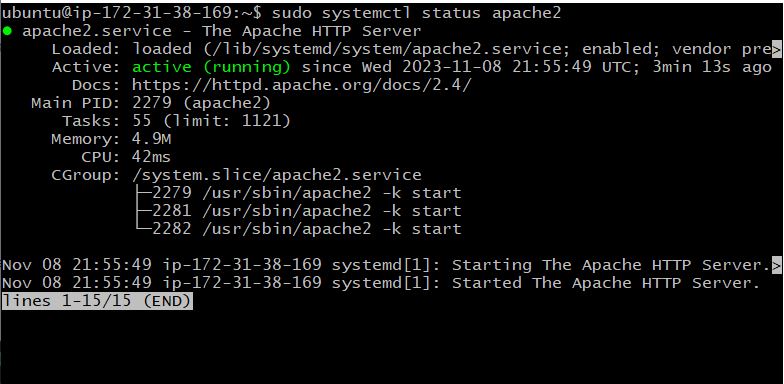 ubuntu@ip-172-31-38-169:~$ sudo systemctl status apache2
● apache2.service - The Apache HTTP Server
     Loaded: loaded (/lib/systemd/system/apache2.service; enabled; vendor pre>
     Active: active (running) since Wed 2023-11-08 21:55:49 UTC; 3min 13s ago
       Docs: https://httpd.apache.org/docs/2.4/
   Main PID: 2279 (apache2)
      Tasks: 55 (limit: 1121)
     Memory: 4.9M
        CPU: 42ms
     CGroup: /system.slice/apache2.service
             ├─2279 /usr/sbin/apache2 -k start
             ├─2281 /usr/sbin/apache2 -k start
             └─2282 /usr/sbin/apache2 -k start

Nov 08 21:55:49 ip-172-31-38-169 systemd[1]: Starting The Apache HTTP Server.>
Nov 08 21:55:49 ip-172-31-38-169 systemd[1]: Started The Apache HTTP Server.
lines 1-15/15 (END)